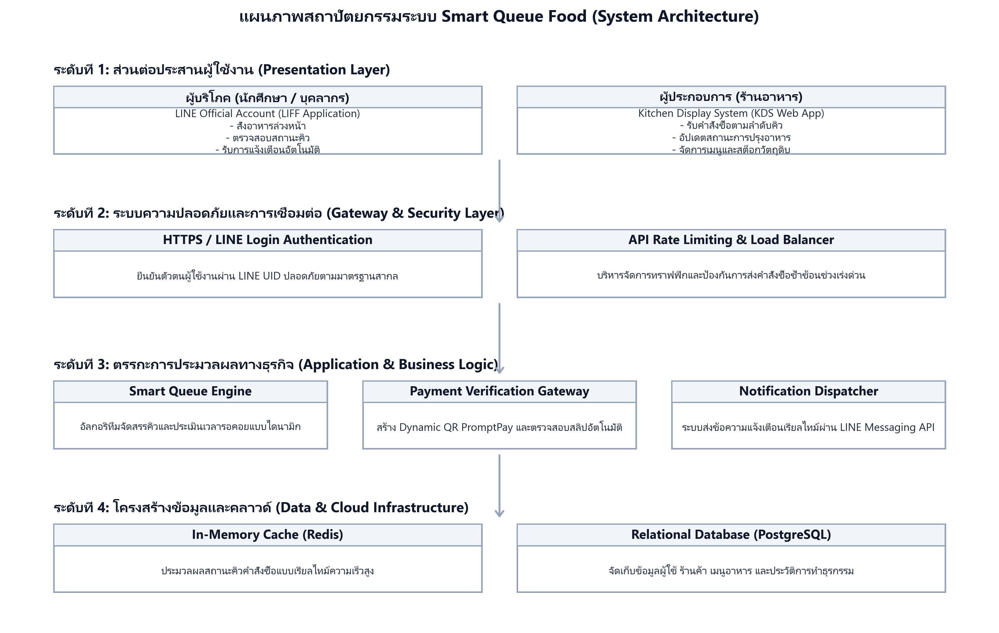 แผนภาพสถาปัตยกรรมระบบ Smart Queue Food (System Architecture)
ระดับที่ 1: ส่วนต่อประสานผู้ใช้งาน (Presentation Layer)
ผู้บริโภค (นักศึกษา / บุคลากร)
LINE Official Account (LIFF Application)
- สั่งอาหารล่วงหน้า
- ตรวจสอบสถานะคิว
- รับการแจ้งเตือนอัตโนมัติ
ผู้ประกอบการ (ร้านอาหาร)
Kitchen Display System (KDS Web App)
- รับคำสั่งซื้อตามลำดับคิว
- อัปเดตสถานะการปรุงอาหาร
- จัดการเมนูและสต็อกวัตถุดิบ
ระดับที่ 2: ระบบความปลอดภัยและการเชื่อมต่อ (Gateway & Security Layer)
HTTPS / LINE Login Authentication
ยืนยันตัวตนผู้ใช้งานผ่าน LINE UID ปลอดภัยตามมาตรฐานสากล
API Rate Limiting & Load Balancer
บริหารจัดการทราฟฟิกและป้องกันการส่งคำสั่งซื้อซ้ำซ้อนช่วงเร่งด่วน
ระดับที่ 3: ตรรกะการประมวลผลทางธุรกิจ (Application & Business Logic)
Smart Queue Engine
อัลกอริทึมจัดสรรคิวและประเมินเวลารอคอยแบบไดนามิก
Payment Verification Gateway
สร้าง Dynamic QR PromptPay และตรวจสอบสลิปอัตโนมัติ
Notification Dispatcher
ระบบส่งข้อความแจ้งเตือนเรียลไทม์ผ่าน LINE Messaging API
ระดับที่ 4: โครงสร้างข้อมูลและคลาวด์ (Data & Cloud Infrastructure)
In-Memory Cache (Redis)
ประมวลผลสถานะคิวคำสั่งซื้อแบบเรียลไทม์ความเร็วสูง
Relational Database (PostgreSQL)
จัดเก็บข้อมูลผู้ใช้ ร้านค้า เมนูอาหาร และประวัติการทำธุรกรรม